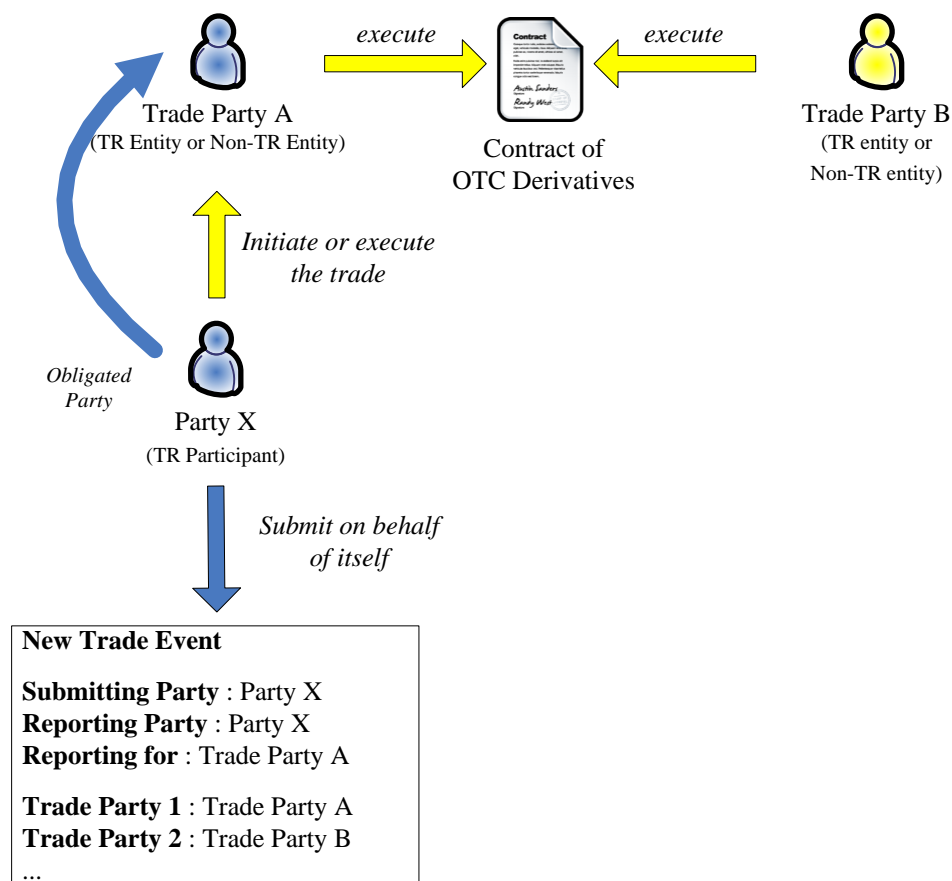 execute
execute
Contract
Austin Sanders
Randy West
Trade Party A
(TR Entity or Non-TR Entity)
Contract of
OTC Derivatives
Trade Party B
(TR entity or
Non-TR entity)
Initiate or execute
the trade
Obligated
Party
Party X
(TR Participant)
Submit on behalf
of itself
New Trade Event
Submitting Party : Party X
Reporting Party : Party X
Reporting for : Trade Party A
Trade Party 1 : Trade Party A
Trade Party 2 : Trade Party B
...